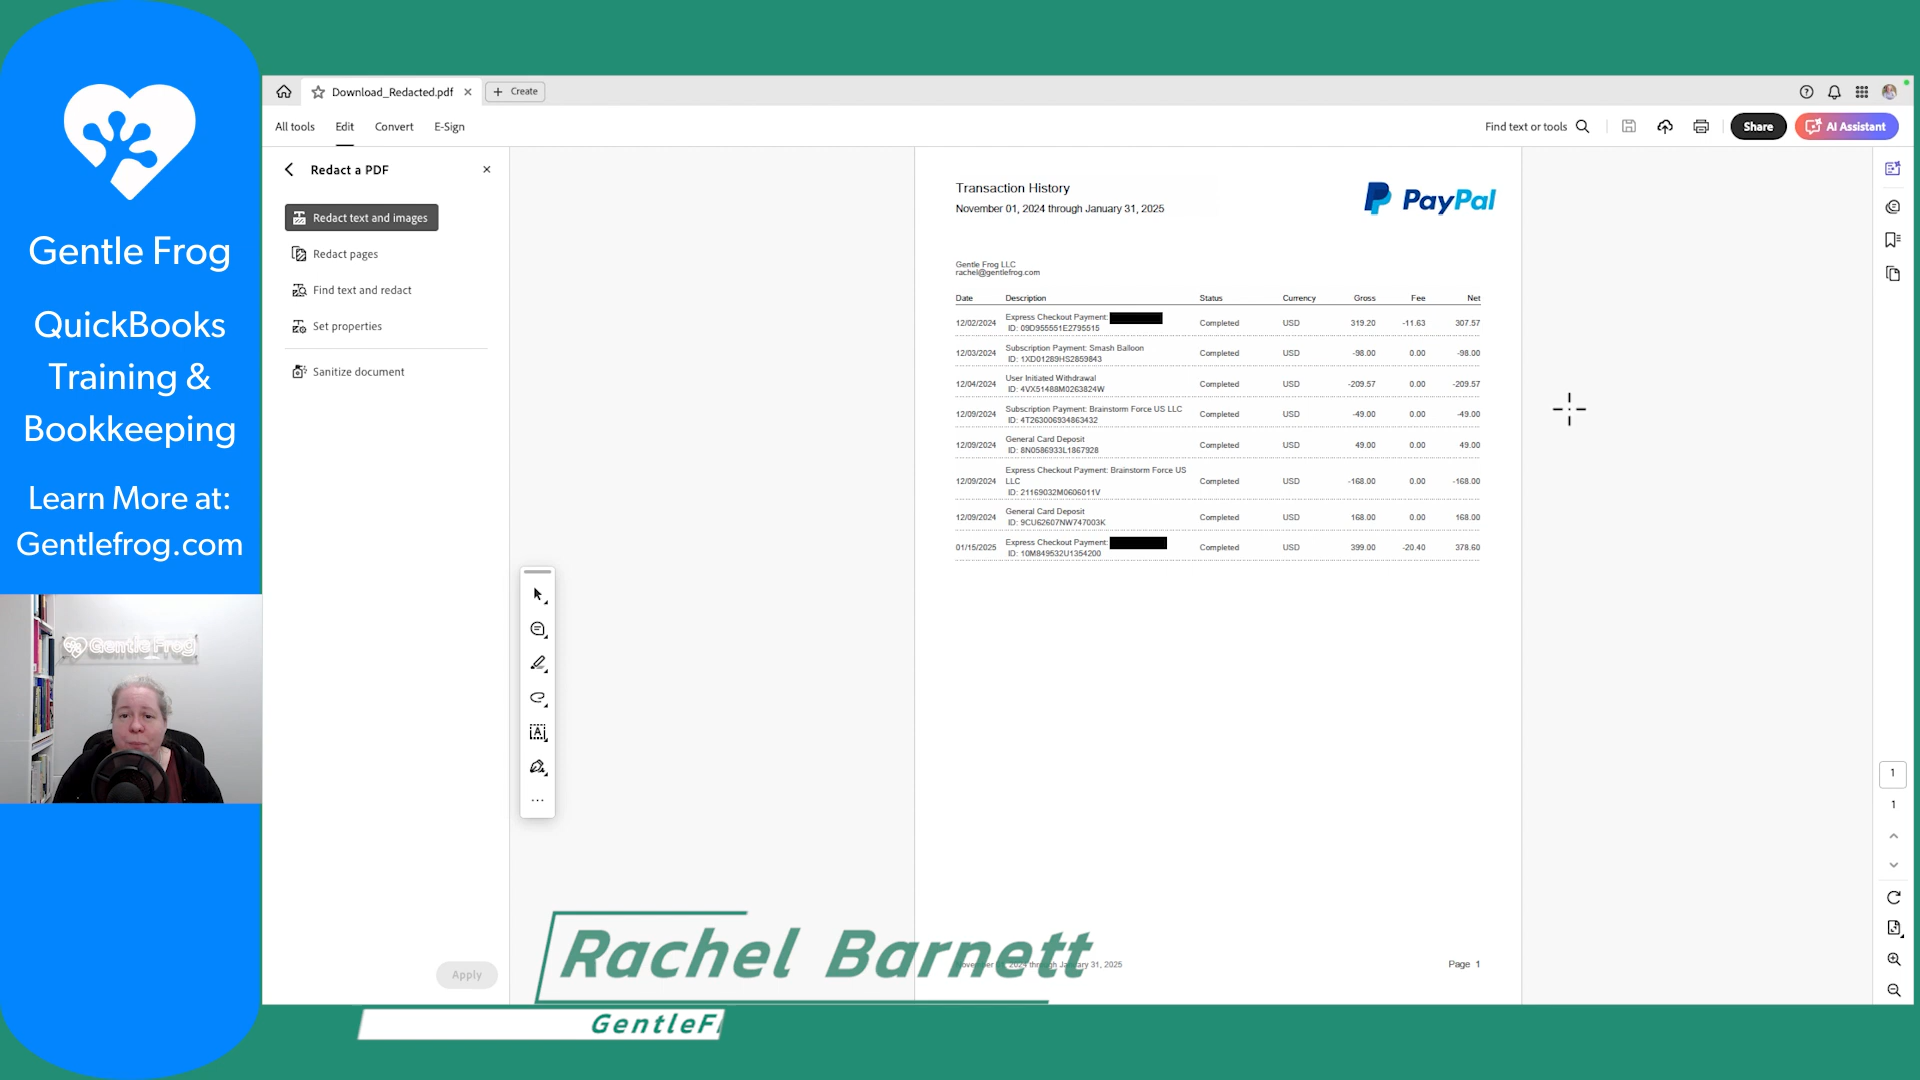 Gentle Frog
QuickBooks
Training &
Bookkeeping
Learn More at:
Gentlefrog.com
Gentle Frog
Download_Redacted.pdf
Create
All tools
Edit
Convert
E-Sign
Find text or tools
Share
AI Assistant
Redact a PDF
Redact text and images
Redact pages
Find text and redact
Set properties
Sanitize document
Apply
Transaction History
November 01, 2024 through January 31, 2025
PayPal
Gentle Frog LLC
rachel@gentlefrog.com
Date Description Status Currency Gross Fee Net
12/02/2024 Express Checkout Payment: Completed USD 319.20 -11.63 307.57
ID: 09D955551E2795515
12/03/2024 Subscription Payment: Smash Balloon Completed USD -98.00 0.00 -98.00
ID: 1XD01289HS2859843
12/04/2024 User Initiated Withdrawal Completed USD -209.57 0.00 -209.57
ID: 4VX51488M0263824W
12/09/2024 Subscription Payment: Brainstorm Force US LLC Completed USD -49.00 0.00 -49.00
ID: 4T263006934863432
12/09/2024 General Card Deposit Completed USD 49.00 0.00 49.00
ID: 8N0586933L1867928
12/09/2024 Express Checkout Payment: Brainstorm Force US Completed USD -168.00 0.00 -168.00
LLC
ID: 21169032M0606011V
12/09/2024 General Card Deposit Completed USD 168.00 0.00 168.00
ID: 9CU62607NW747003K
01/15/2025 Express Checkout Payment: Completed USD 399.00 -20.40 378.60
ID: 10M849532U1354200
2024 through January 31, 2025
Page 1
1
1
Rachel Barnett
GentleF